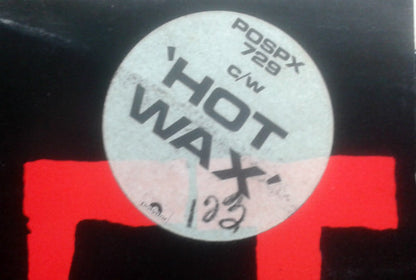 POSPX
729
c/w
'HOT
WAX'
122